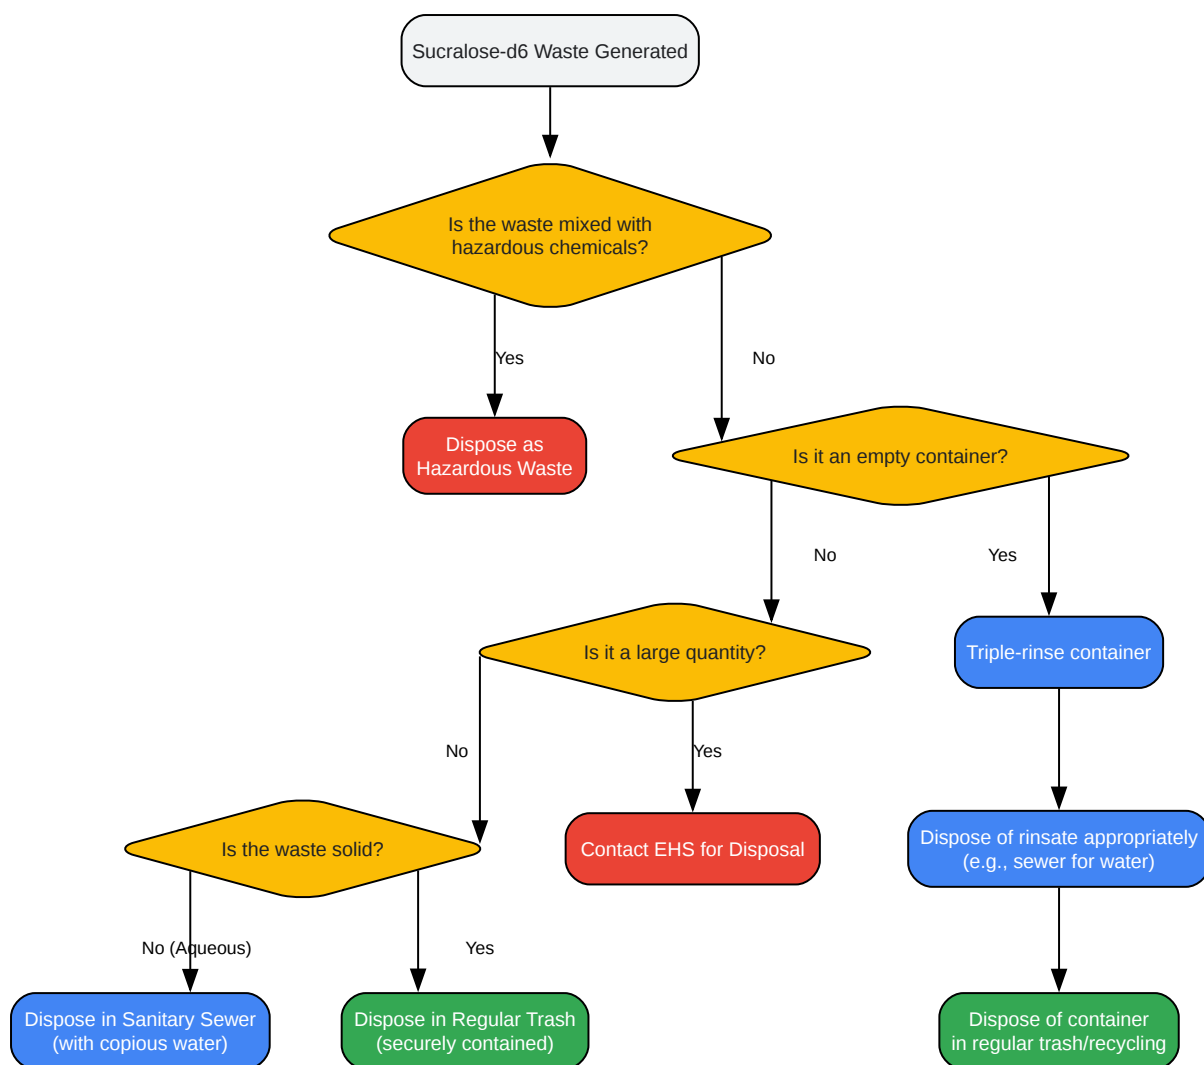 Sucralose-d6 Waste Generated
Is the waste mixed with
hazardous chemicals?
Yes
No
Dispose as
Hazardous Waste
Is it an empty container?
No
Yes
Is it a large quantity?
Triple-rinse container
No
Yes
Is the waste solid?
Contact EHS for Disposal
Dispose of rinsate appropriately
(e.g., sewer for water)
No (Aqueous)
Yes
Dispose in Sanitary Sewer
(with copious water)
Dispose in Regular Trash
(securely contained)
Dispose of container
in regular trash/recycling